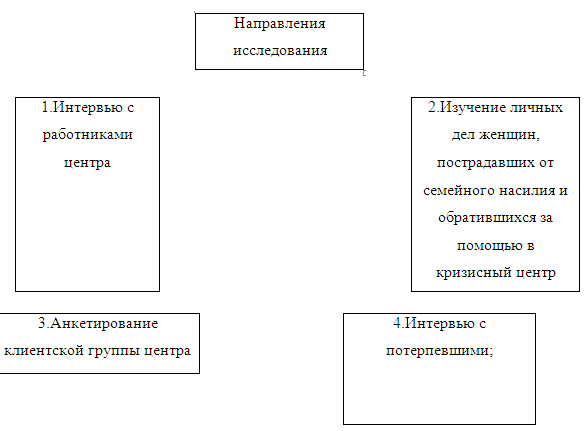 Направления
исследования
1.Интервью с
работниками
центра
2.Изучение личных
дел женщин,
пострадавших от
семейного насилия и
обратившихся за
помощью в
кризисный центр
3.Анкетирование
клиентской группы центра
4.Интервью с
потерпевшими;